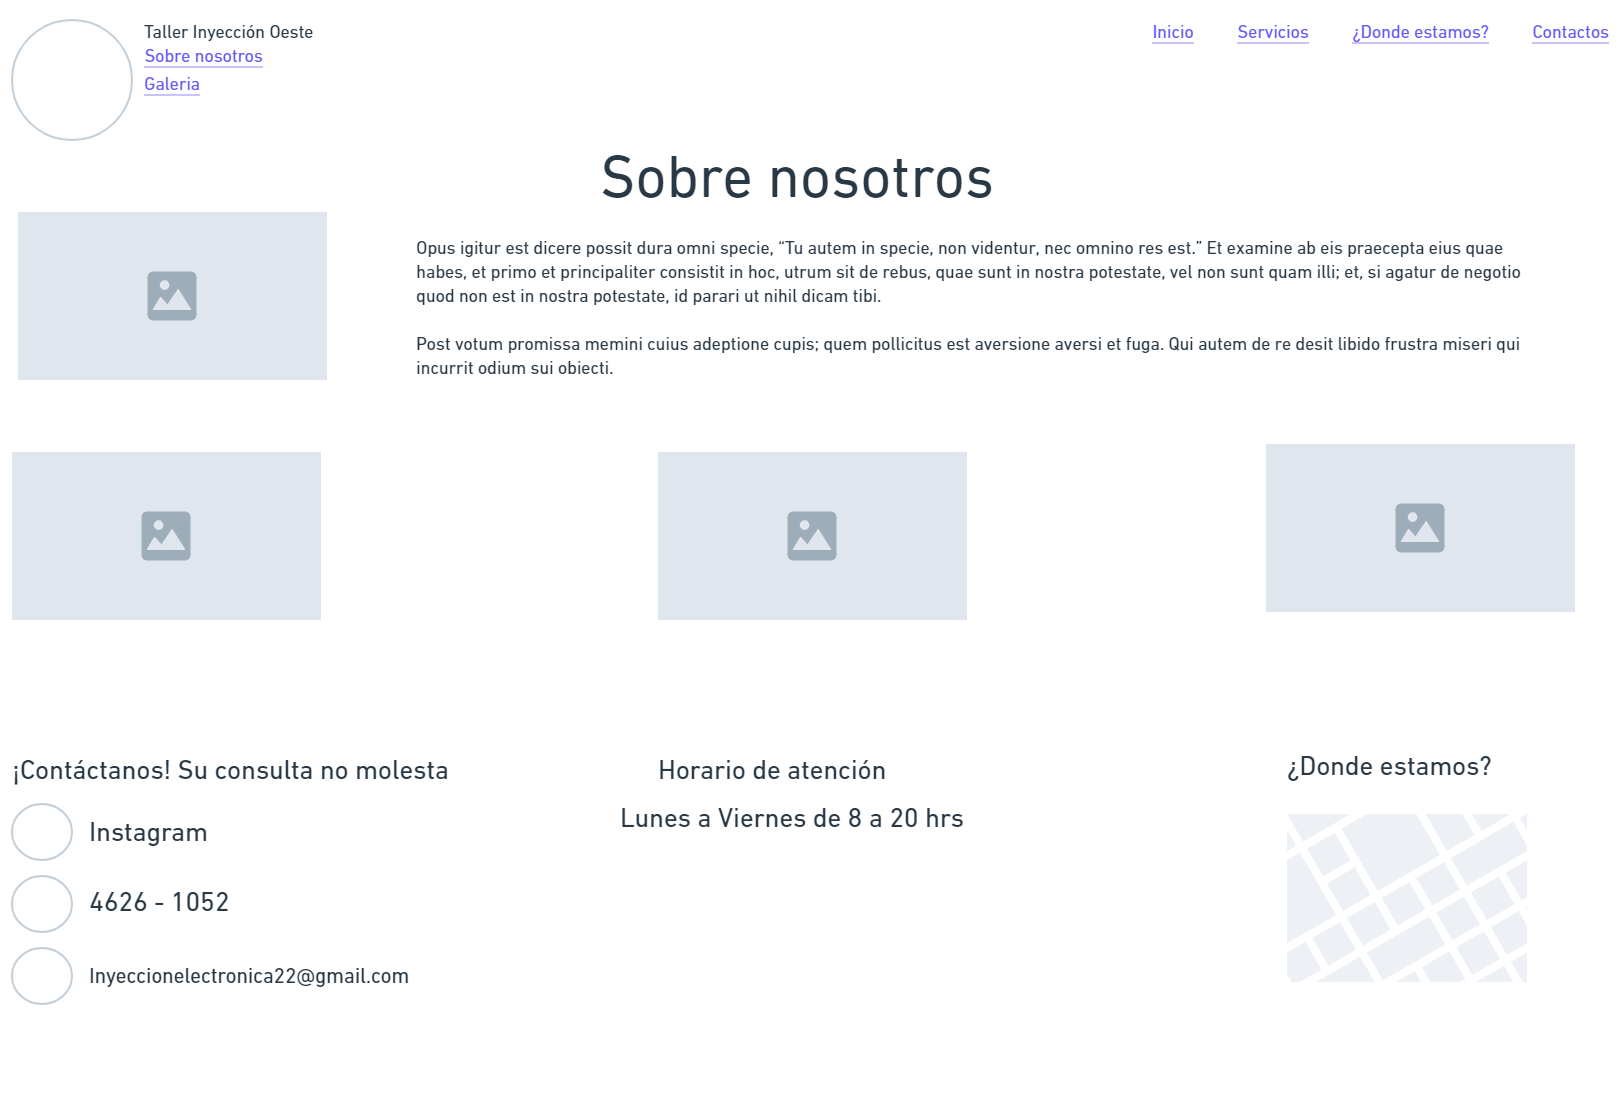 Taller Inyección Oeste
Sobre nosotros
Galeria
Inicio
Servicios
¿Donde estamos?
Contactos
Sobre nosotros
Opus igitur est dicere possit dura omni specie, “Tu autem in specie, non videntur, nec omnino res est.” Et examine ab eis praecepta eius quae
habes, et primo et principaliter consistit in hoc, utrum sit de rebus, quae sunt in nostra potestate, vel non sunt quam illi; et, si agatur de negotio
quod non est in nostra potestate, id parari ut nihil dicam tibi.
Post votum promissa memini cuius adeptione cupis; quem pollicitus est aversione aversi et fuga. Qui autem de re desit libido frustra miseri qui
incurrit odium sui obiecti.
¡Contáctanos! Su consulta no molesta
Instagram
4626 - 1052
Inyeccionelectronica22@gmail.com
Horario de atención
Lunes a Viernes de 8 a 20 hrs
¿Donde estamos?